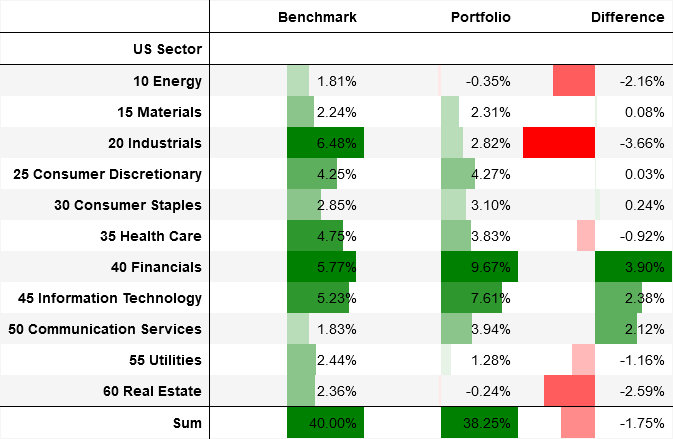 Benchmark Portfolio Difference
US Sector
10 Energy 1.81% -0.35% -2.16%
15 Materials 2.24% 2.31% 0.08%
20 Industrials 6.48% 2.82% -3.66%
25 Consumer Discretionary 4.25% 4.27% 0.03%
30 Consumer Staples 2.85% 3.10% 0.24%
35 Health Care 4.75% 3.83% -0.92%
40 Financials 5.77% 9.67% 3.90%
45 Information Technology 5.23% 7.61% 2.38%
50 Communication Services 1.83% 3.94% 2.12%
55 Utilities 2.44% 1.28% -1.16%
60 Real Estate 2.36% -0.24% -2.59%
Sum 40.00% 38.25% -1.75%